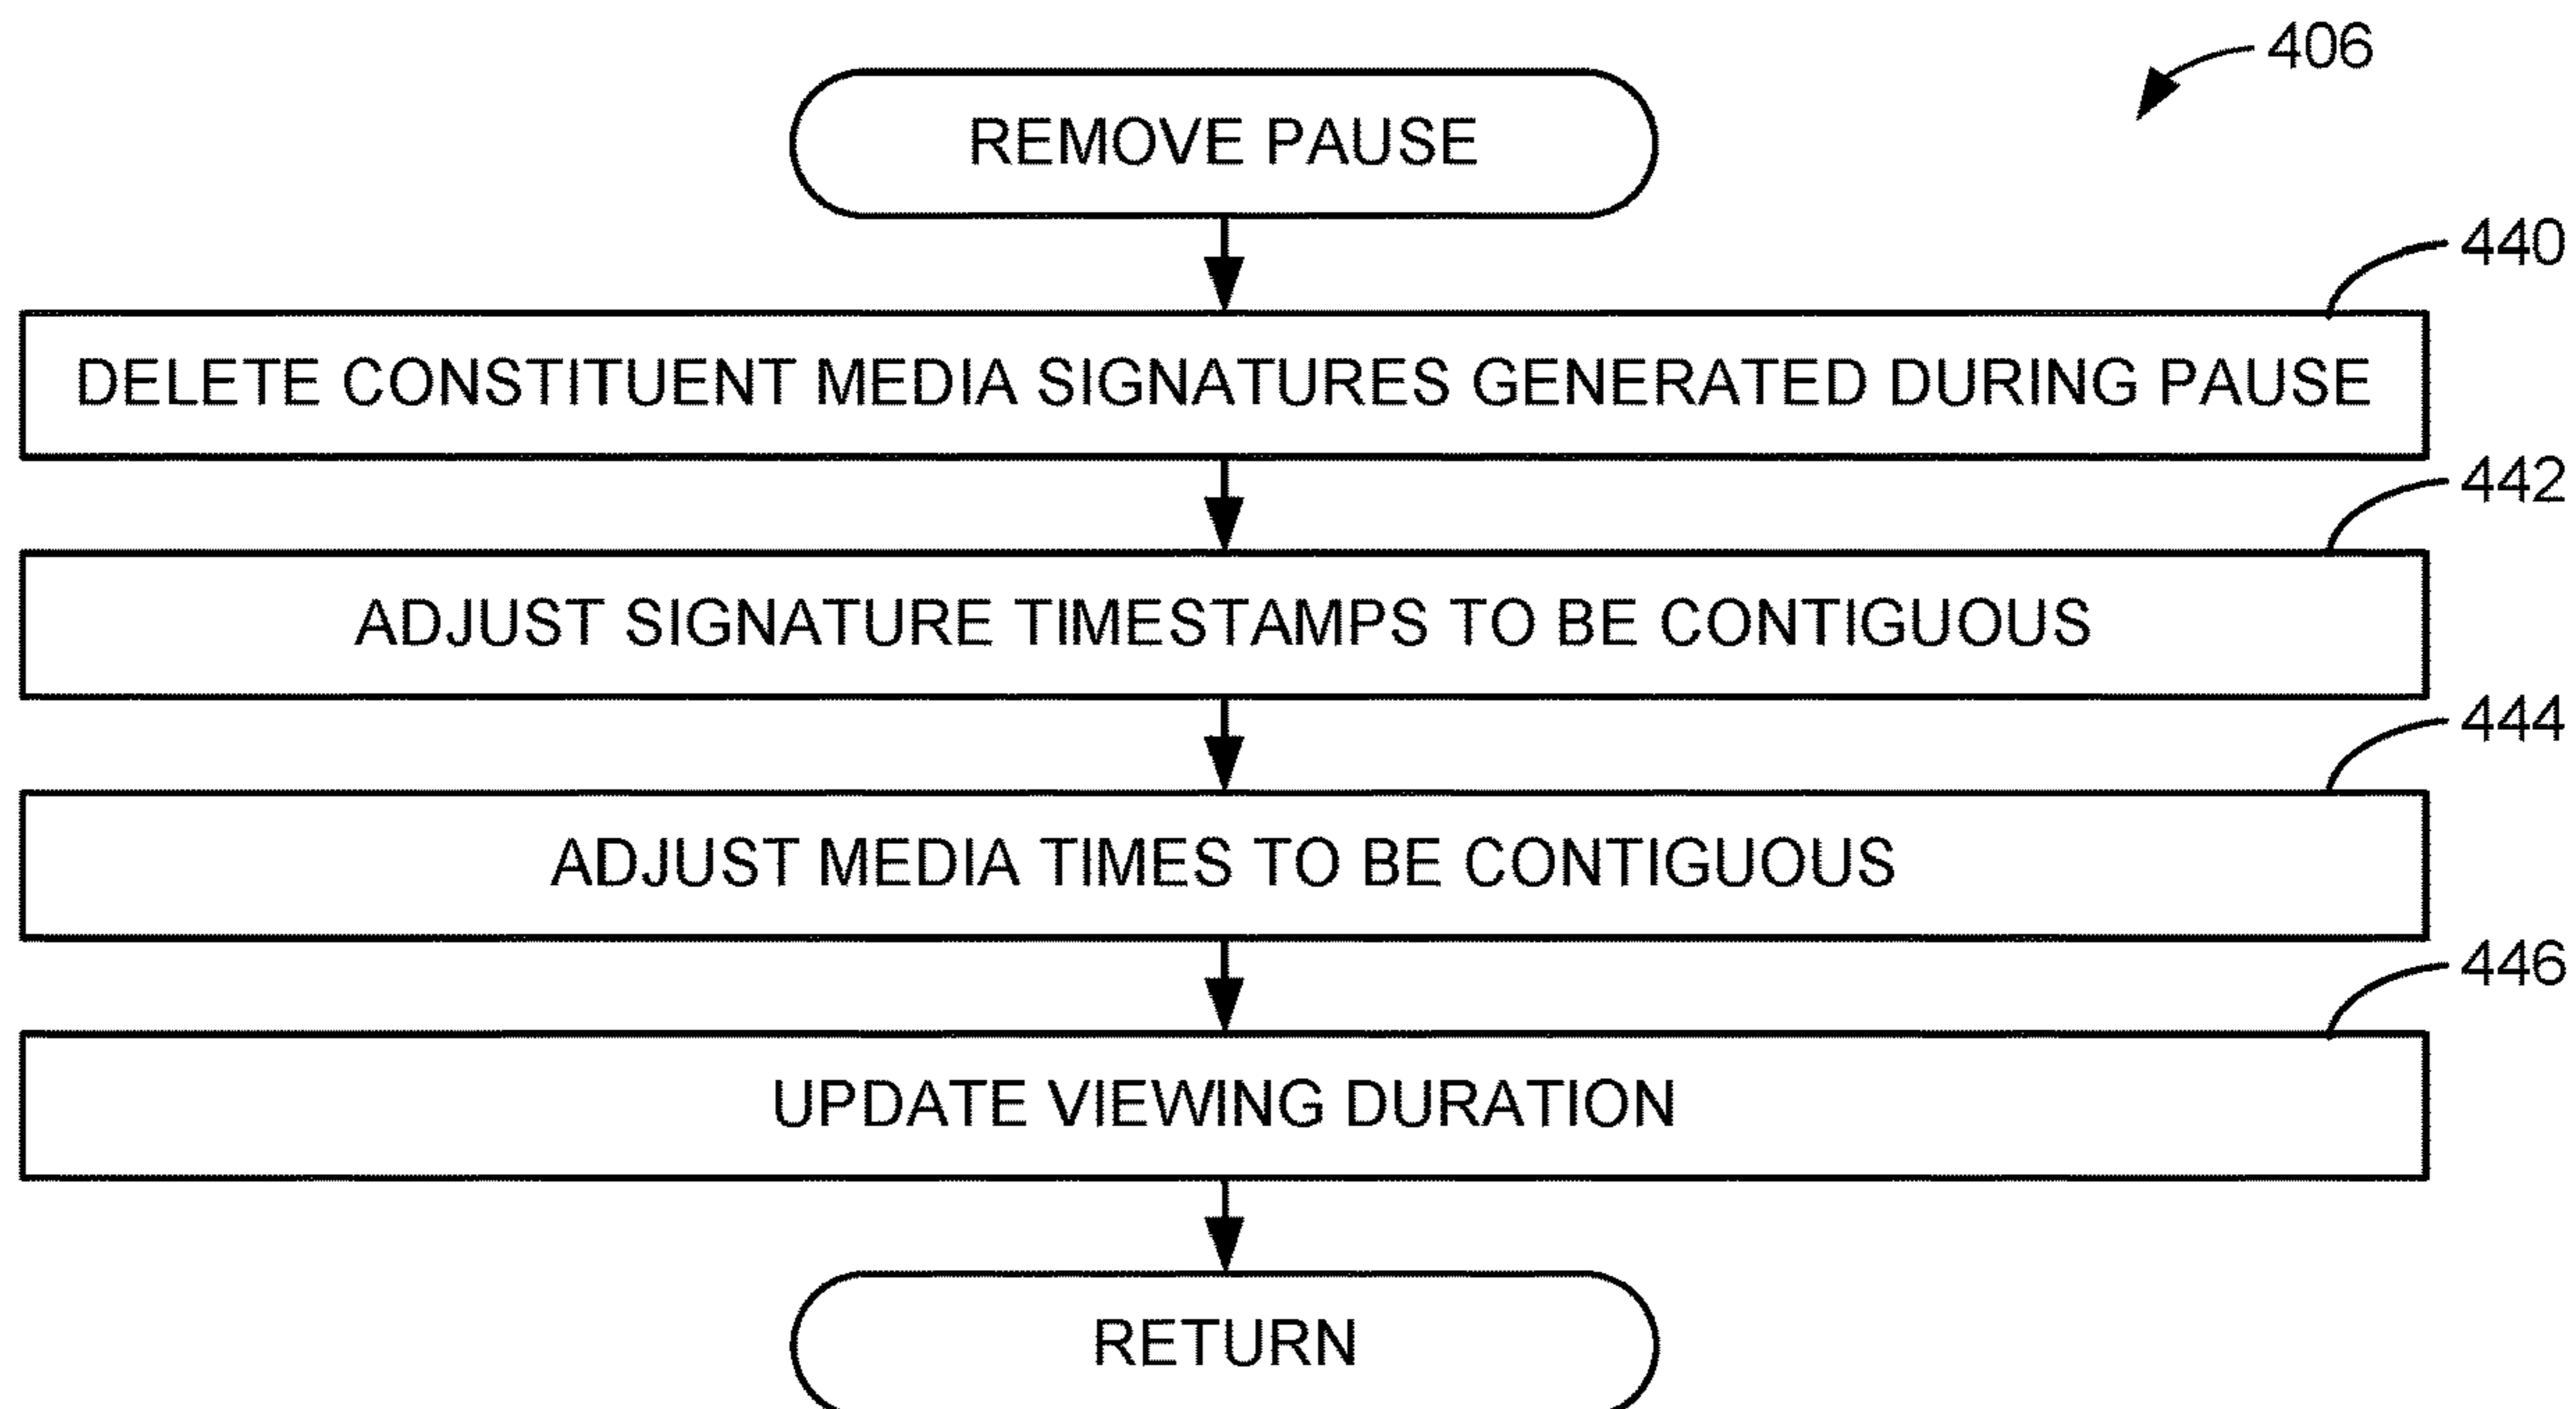 406
REMOVE PAUSE
440
DELETE CONSTITUENT MEDIA SIGNATURES GENERATED DURING PAUSE
442
ADJUST SIGNATURE TIMESTAMPS TO BE CONTIGUOUS
444
ADJUST MEDIA TIMES TO BE CONTIGUOUS
446
UPDATE VIEWING DURATION
RETURN